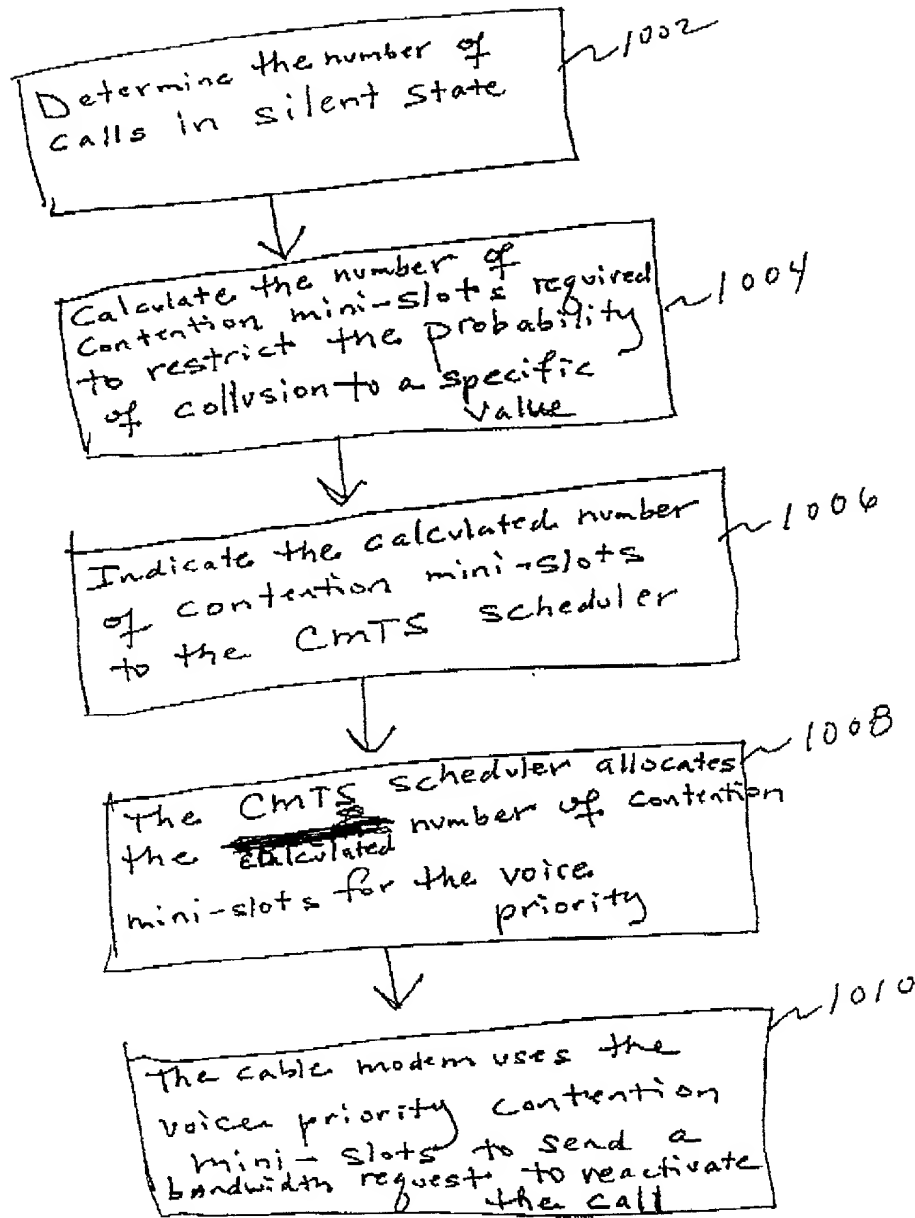 Determine the number of
calls in silent state
1002
Calculate the number of
contention mini-slots required
to restrict the probability
of collusion to a specific
value
1004
Indicate the calculated number
of contention mini-slots
to the CMTS scheduler
1006
The CMTS scheduler allocates
the calculated number of contention
mini-slots for the voice
priority
1008
The cable modem uses the
voice priority contention
mini-slots to send a
bandwidth request to reactivate
the call
1010